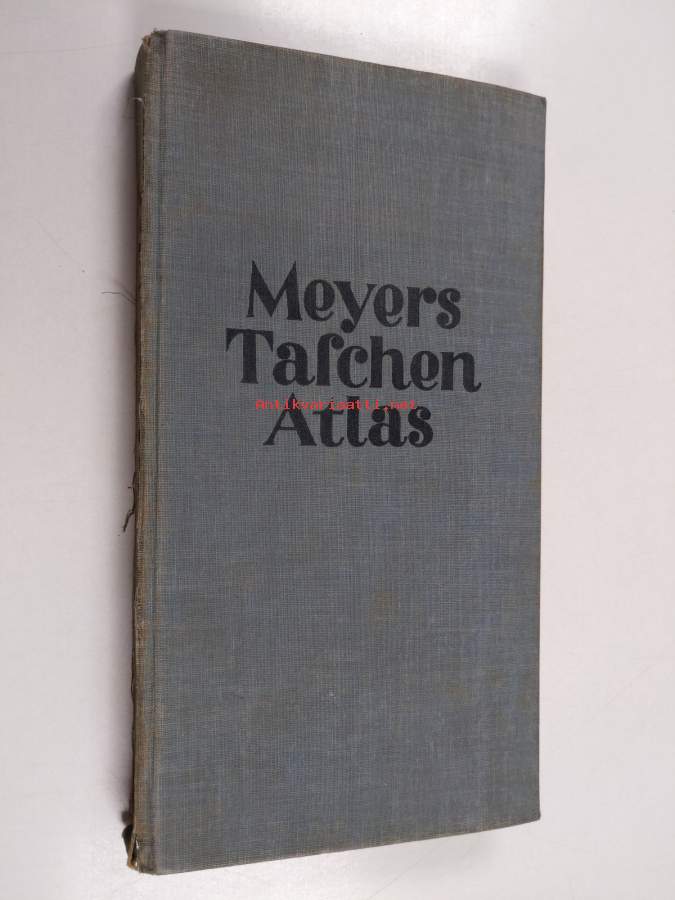 Meyers
Taſchen
Antikvariaatti.net
Atlas